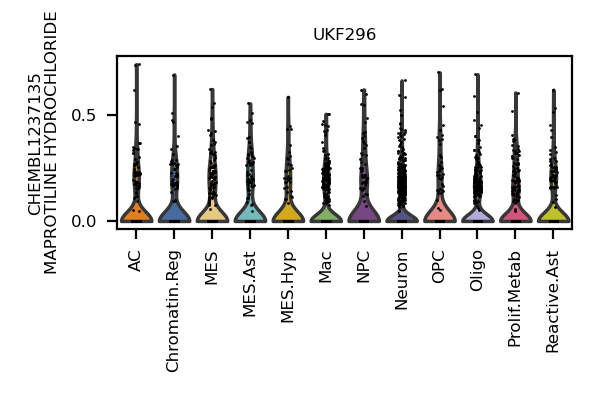 UKF296
CHEMBL1237135
MAPROTILINE HYDROCHLORIDE
0.5
0.0
AC
Chromatin.Reg
MES
MES.Ast
MES.Hyp
Mac
NPC
Neuron
OPC
Oligo
Prolif.Metab
Reactive.Ast